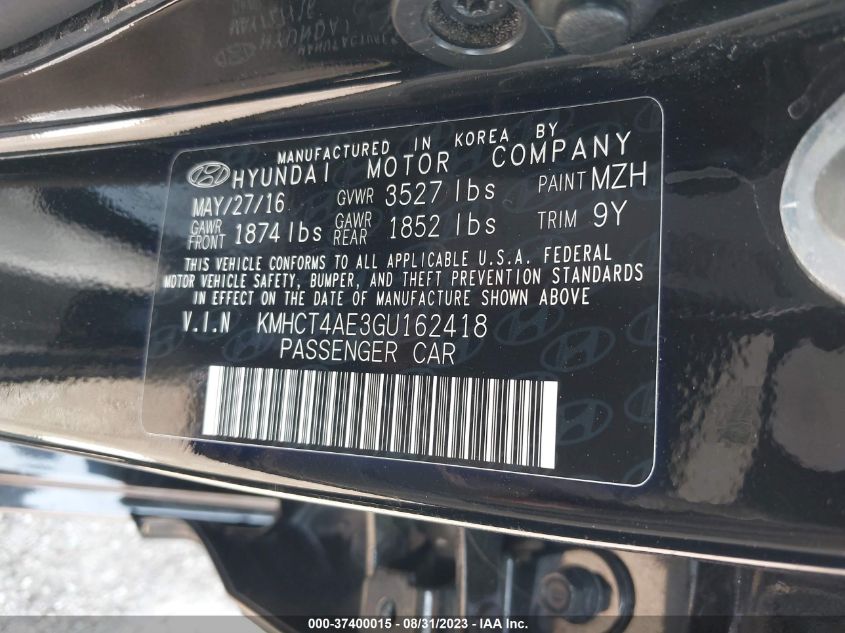 MANUFACTURED IN KOREA BY
HYUNDAI MOTOR COMPANY
MAY/27/16 GVWR 3527 lbs PAINT MZH
GAWR FRONT 1874 lbs GAWR REAR 1852 lbs TRIM 9Y
THIS VEHICLE CONFORMS TO ALL APPLICABLE U.S.A. FEDERAL
MOTOR VEHICLE SAFETY, BUMPER, AND THEFT PREVENTION STANDARDS
IN EFFECT ON THE DATE OF MANUFACTURE SHOWN ABOVE.
V.I.N KMHCT4AE3GU162418
PASSENGER CAR
000-37400015 - 08/31/2023 - IAA Inc.